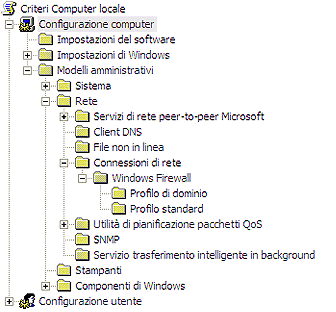 Criteri Computer locale
Configurazione computer
Impostazioni del software
Impostazioni di Windows
Modelli amministrativi
Sistema
Rete
Servizi di rete peer-to-peer Microsoft
Client DNS
File non in linea
Connessioni di rete
Windows Firewall
Profilo di dominio
Profilo standard
Utilità di pianificazione pacchetti QoS
SNMP
Servizio trasferimento intelligente in background
Stampanti
Componenti di Windows
Configurazione utente